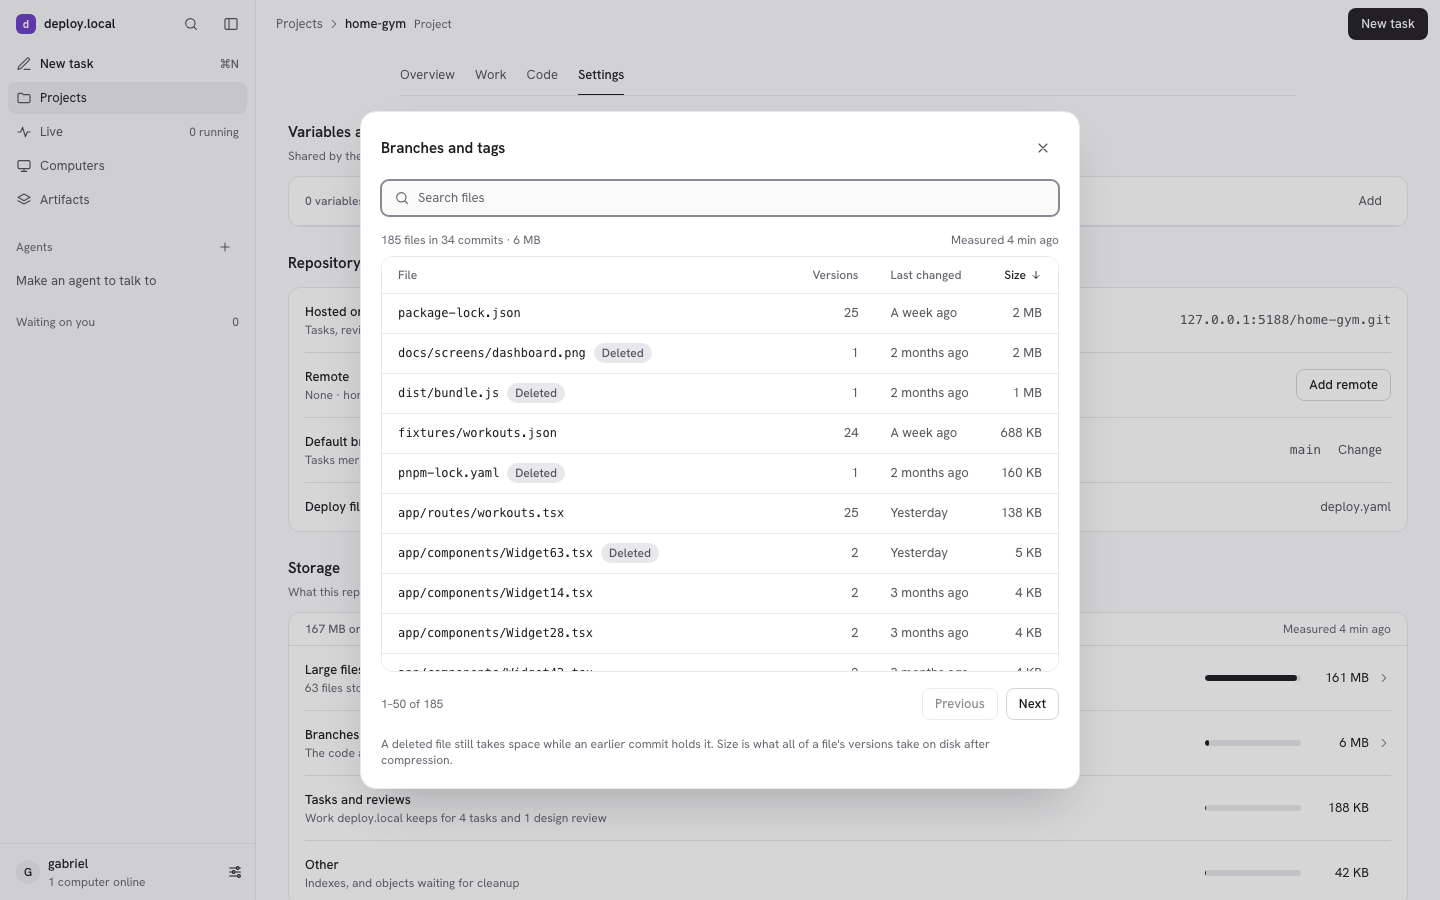 d deploy.local
New task ⌘N
Projects
Live 0 running
Computers
Artifacts
Agents
Make an agent to talk to
Waiting on you 0
G gabriel
1 computer online
Projects home-gym Project
New task
Overview Work Code Settings
Variables a
Shared by the
0 variables
Add
Repository
Hosted on
Tasks, revi
127.0.0.1:5188/home-gym.git
Remote
None · hom
Add remote
Default br
Tasks mer
main Change
Deploy fil
deploy.yaml
Storage
What this rep
167 MB on
Measured 4 min ago
Large files
63 files sto
161 MB
Branches
The code a
6 MB
Tasks and reviews
Work deploy.local keeps for 4 tasks and 1 design review
188 KB
Other
Indexes, and objects waiting for cleanup
42 KB
Branches and tags
Search files
185 files in 34 commits · 6 MB Measured 4 min ago
File Versions Last changed Size ↓
package-lock.json 25 A week ago 2 MB
docs/screens/dashboard.png Deleted 1 2 months ago 2 MB
dist/bundle.js Deleted 1 2 months ago 1 MB
fixtures/workouts.json 24 A week ago 688 KB
pnpm-lock.yaml Deleted 1 2 months ago 160 KB
app/routes/workouts.tsx 25 Yesterday 138 KB
app/components/Widget63.tsx Deleted 2 Yesterday 5 KB
app/components/Widget14.tsx 2 3 months ago 4 KB
app/components/Widget28.tsx 2 3 months ago 4 KB
1–50 of 185 Previous Next
A deleted file still takes space while an earlier commit holds it. Size is what all of a file's versions take on disk after
compression.